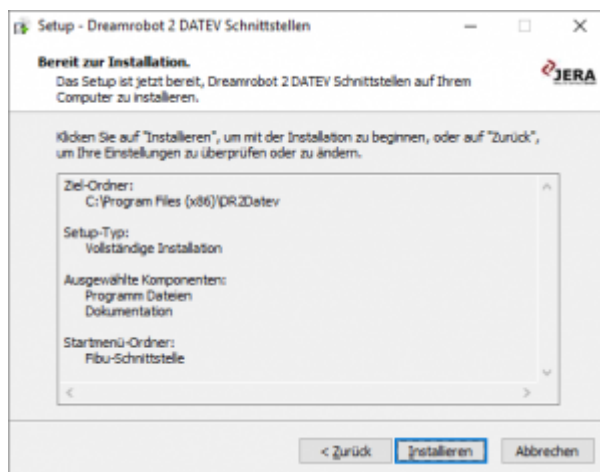 Setup - Dreamrobot 2 DATEV Schnittstellen
Bereit zur Installation.
Das Setup ist jetzt bereit, Dreamrobot 2 DATEV Schnittstellen auf Ihrem
Computer zu installieren.
JERA
Klicken Sie auf "Installieren", um mit der Installation zu beginnen, oder auf "Zurück",
um Ihre Einstellungen zu überprüfen oder zu ändern.
Ziel-Ordner:
C:\Program Files (x86)\DR2Datev
Setup-Typ:
Vollständige Installation
Ausgewählte Komponenten:
Programm Dateien
Dokumentation
Startmenü-Ordner:
Fibu-Schnittstelle
< Zurück Installieren Abbrechen